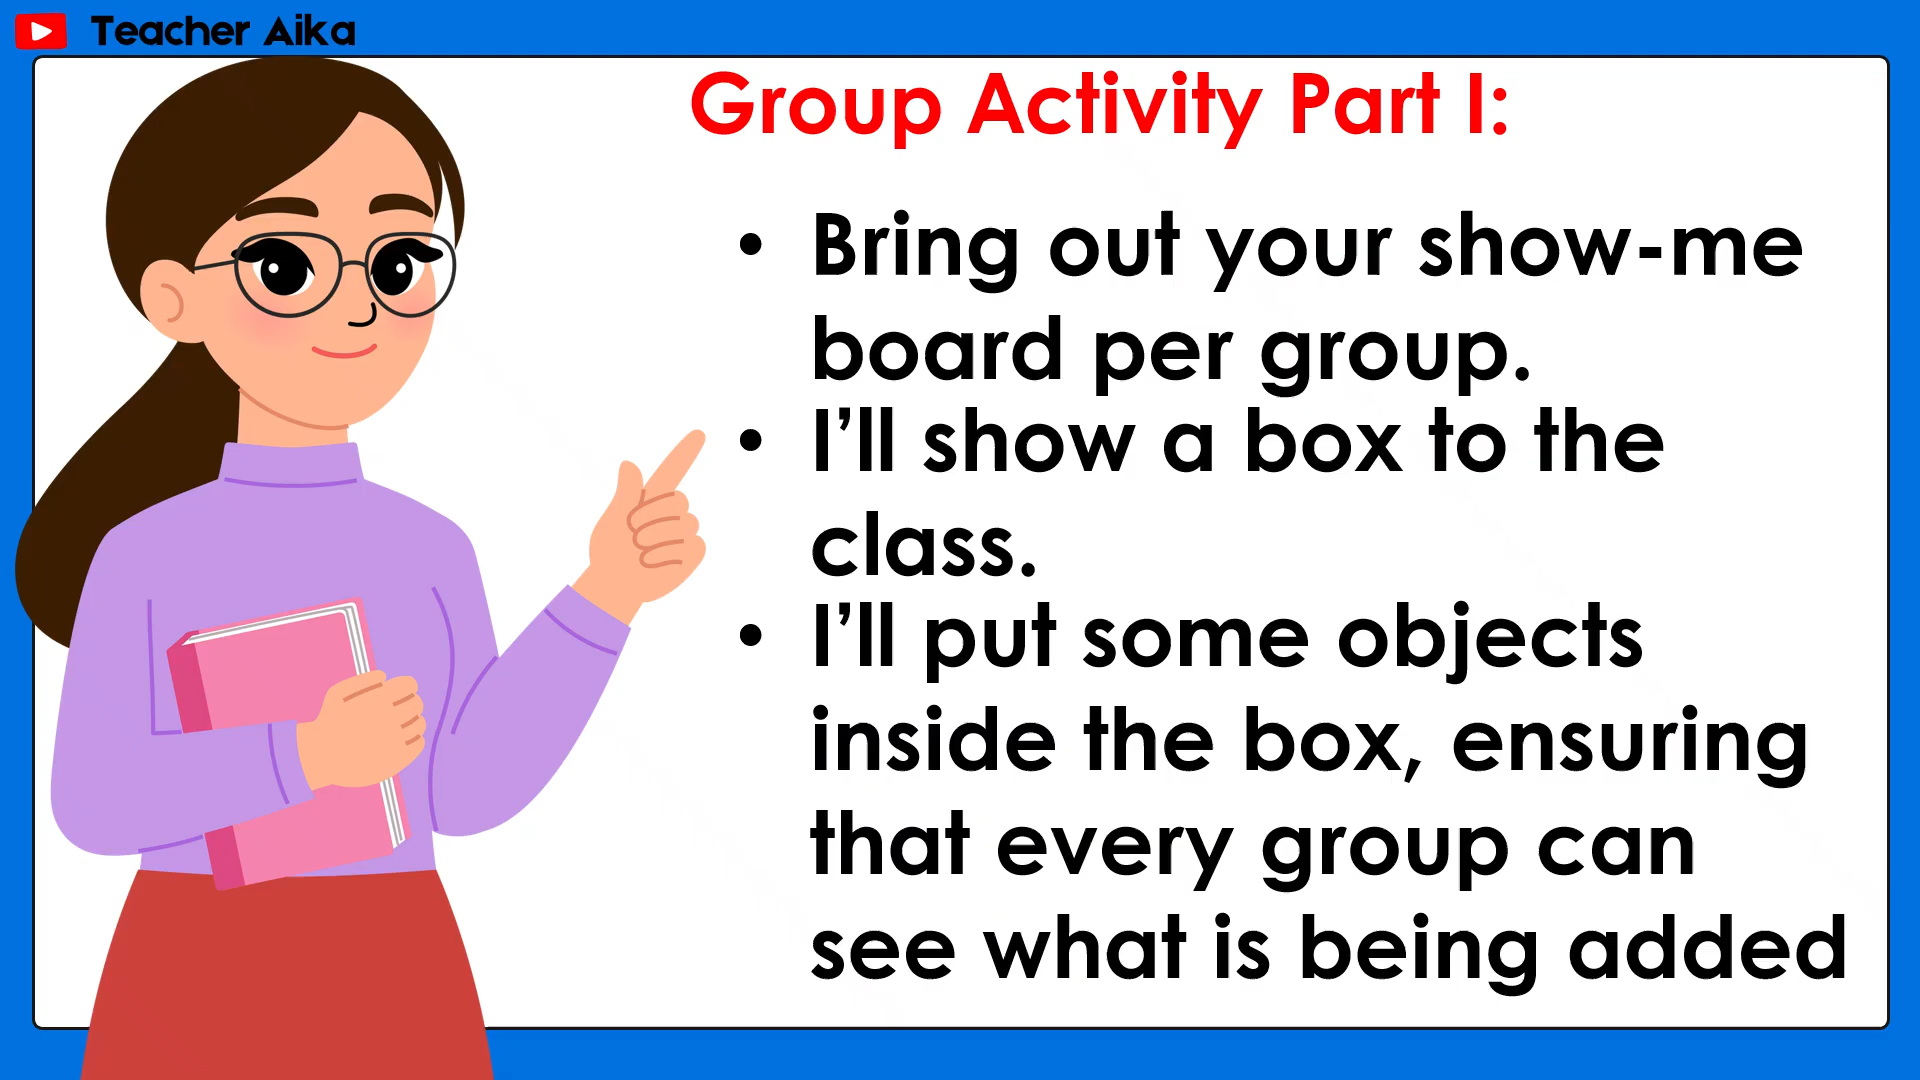 Teacher Aika
Group Activity Part I:
• Bring out your show-me
board per group.
• I’ll show a box to the
class.
• I’ll put some objects
inside the box, ensuring
that every group can
see what is being added